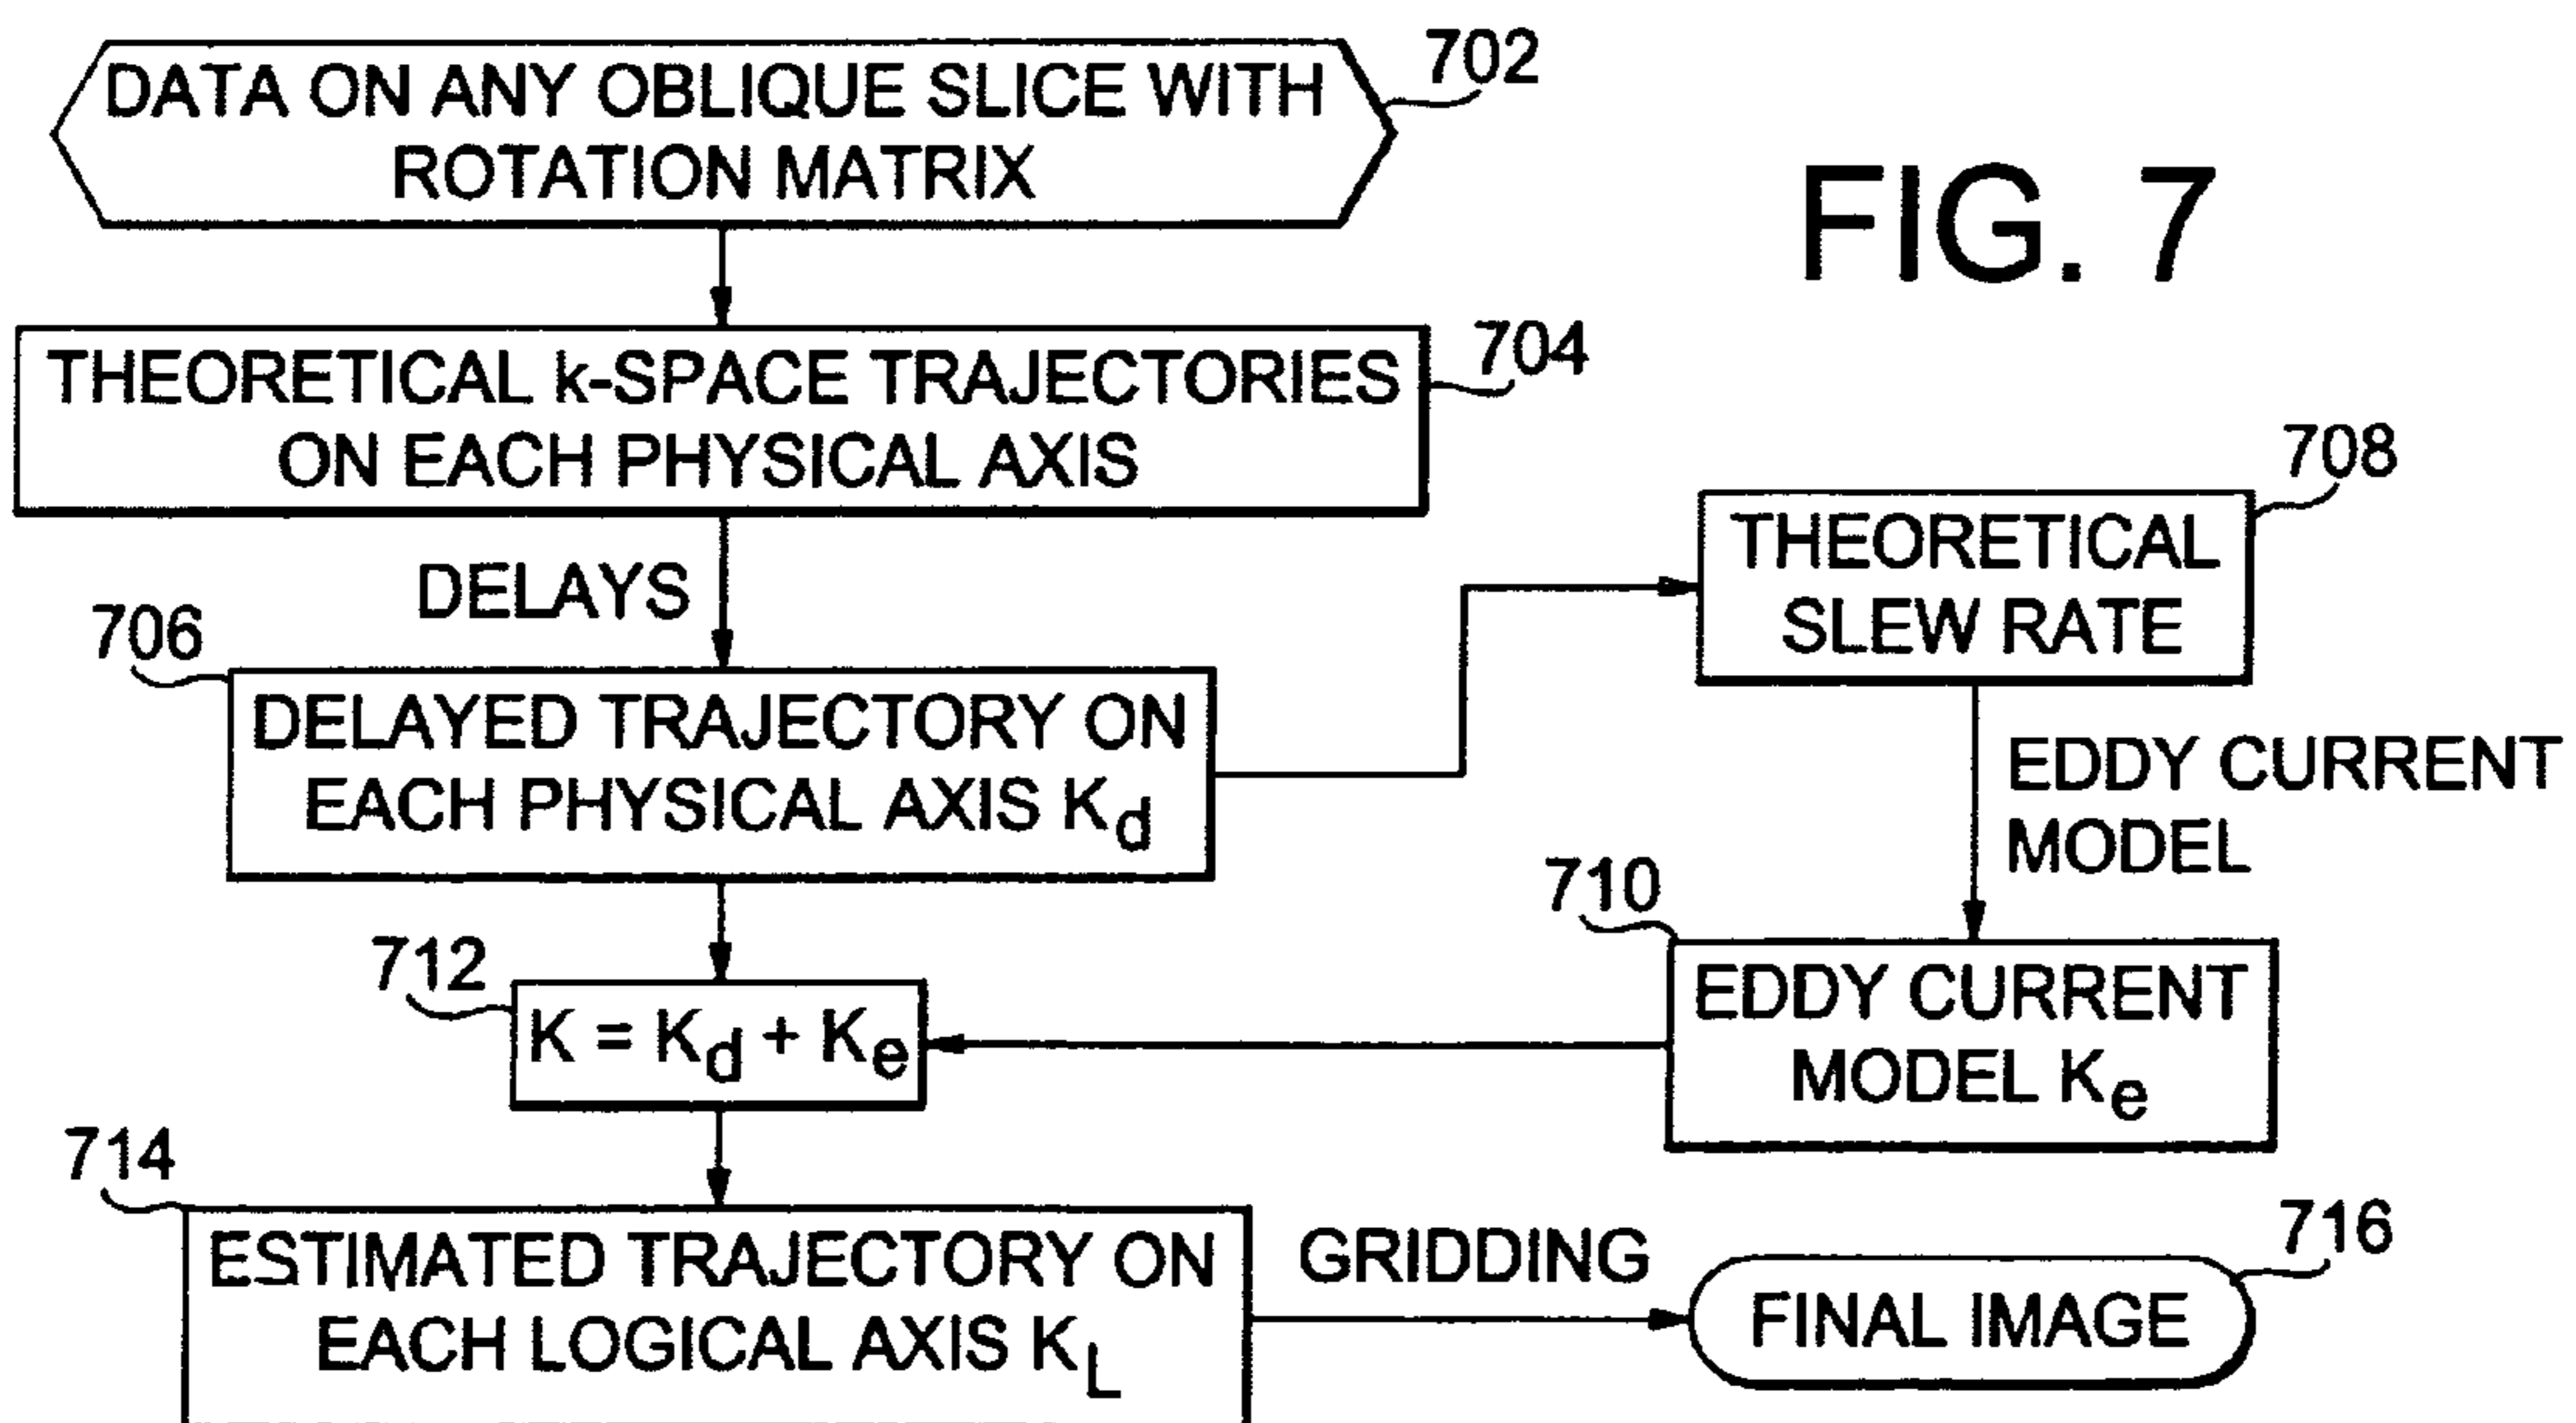 702
DATA ON ANY OBLIQUE SLICE WITH
ROTATION MATRIX
FIG. 7
704
THEORETICAL k-SPACE TRAJECTORIES
ON EACH PHYSICAL AXIS
708
THEORETICAL
SLEW RATE
DELAYS
706
DELAYED TRAJECTORY ON
EACH PHYSICAL AXIS Kd
EDDY CURRENT
MODEL
710
EDDY CURRENT
MODEL Ke
712
K = Kd + Ke
714
ESTIMATED TRAJECTORY ON
EACH LOGICAL AXIS KL
GRIDDING
716
FINAL IMAGE